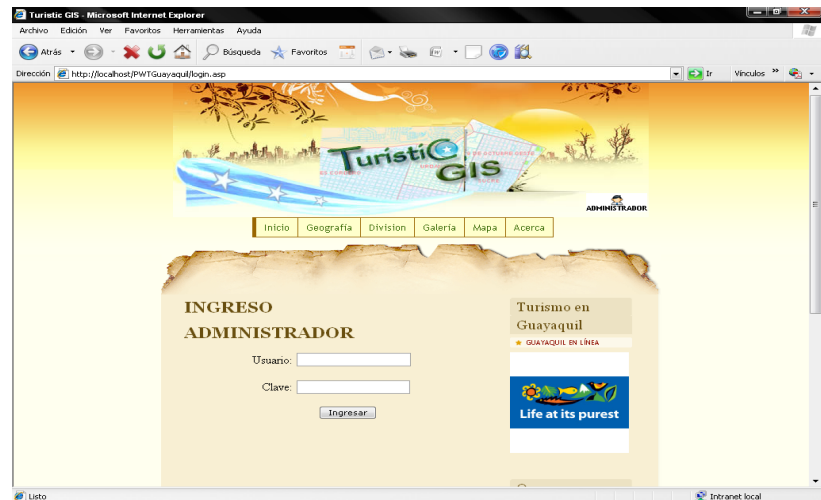 Turistic GIS - Microsoft Internet Explorer
Archivo Edición Ver Favoritos Herramientas Ayuda
Atrás Búsqueda Favoritos
Dirección http://localhost/PWTGuayaquil/login.asp Ir Vínculos »
Turistic
GIS
ADMINISTRADOR
Inicio Geografía Division Galería Mapa Acerca
INGRESO
ADMINISTRADOR
Usuario:
Clave:
Ingresar
Turismo en
Guayaquil
GUAYAQUIL EN LÍNEA
Life at its purest
Listo Intranet local